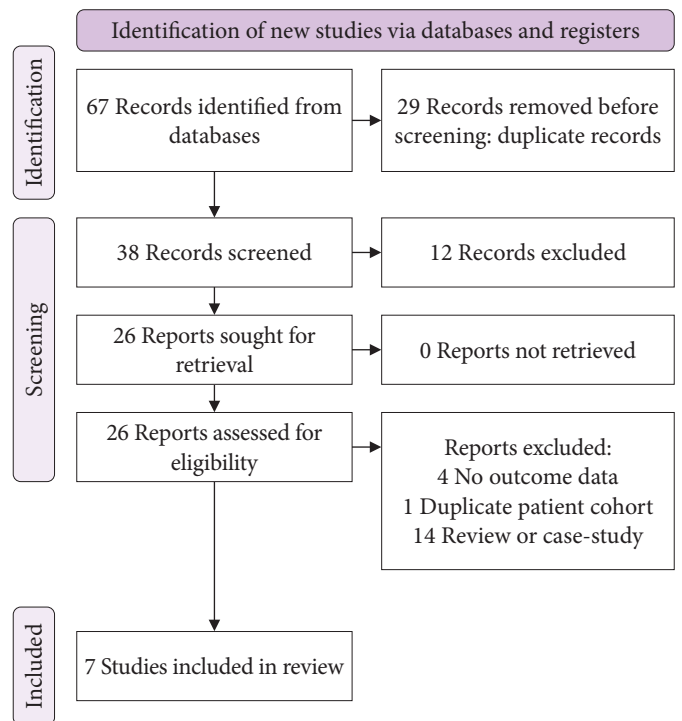 Identification of new studies via databases and registers
Identification
67 Records identified from
databases
29 Records removed before
screening: duplicate records
Screening
38 Records screened
12 Records excluded
26 Reports sought for
retrieval
0 Reports not retrieved
26 Reports assessed for
eligibility
Reports excluded:
4 No outcome data
1 Duplicate patient cohort
14 Review or case-study
Included
7 Studies included in review